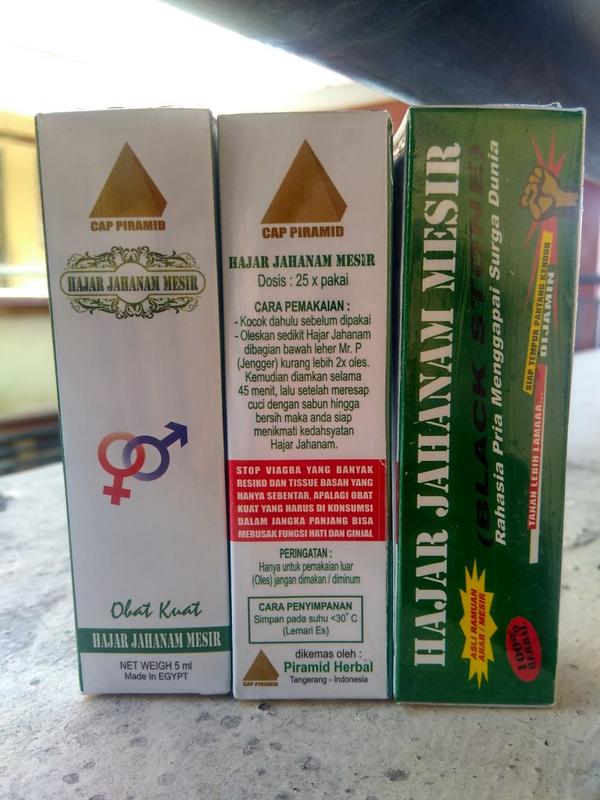 CAP PIRAMID
HAJAR JAHANAM MESIR
Obat Kuat
HAJAR JAHANAM MESIR
NET WEIGH 5 ml
Made In EGYPT
CAP PIRAMID
HAJAR JAHANAM MESIR
Dosis : 25 x pakai
CARA PEMAKAIAN :
- Kocok dahulu sebelum dipakai
- Oleskan sedikit Hajar Jahanam
dibagian bawah leher Mr. P
(Jengger) kurang lebih 2x oles.
Kemudian diamkan selama
45 menit, lalu setelah meresap
cuci dengan sabun hingga
bersih maka anda siap
menikmati kedahsyatan
Hajar Jahanam.
STOP VIAGRA YANG BANYAK
RESIKO DAN TISSUE BASAH YANG
HANYA SEBENTAR, APALAGI OBAT
KUAT YANG HARUS DI KONSUMSI
DALAM JANGKA PANJANG BISA
MERUSAK FUNGSI HATI DAN GINJAL
PERINGATAN :
Hanya untuk pemakaian luar
(Oles) jangan dimakan / diminum
CARA PENYIMPANAN
Simpan pada suhu <30° C
(Lemari Es)
dikemas oleh :
Piramid Herbal
Tangerang - Indonesia
CAP PIRAMID
HAJAR JAHANAM MESIR
(BLACK STONE)
Rahasia Pria Menggapai Surga Dunia
ASLI RAMUAN
ARAB / MESIR
100%
HERBAL
TAHAN LEBIH LAMAAA...
SIAP TEMPUR PANTANG KENDUR
DIJAMIN